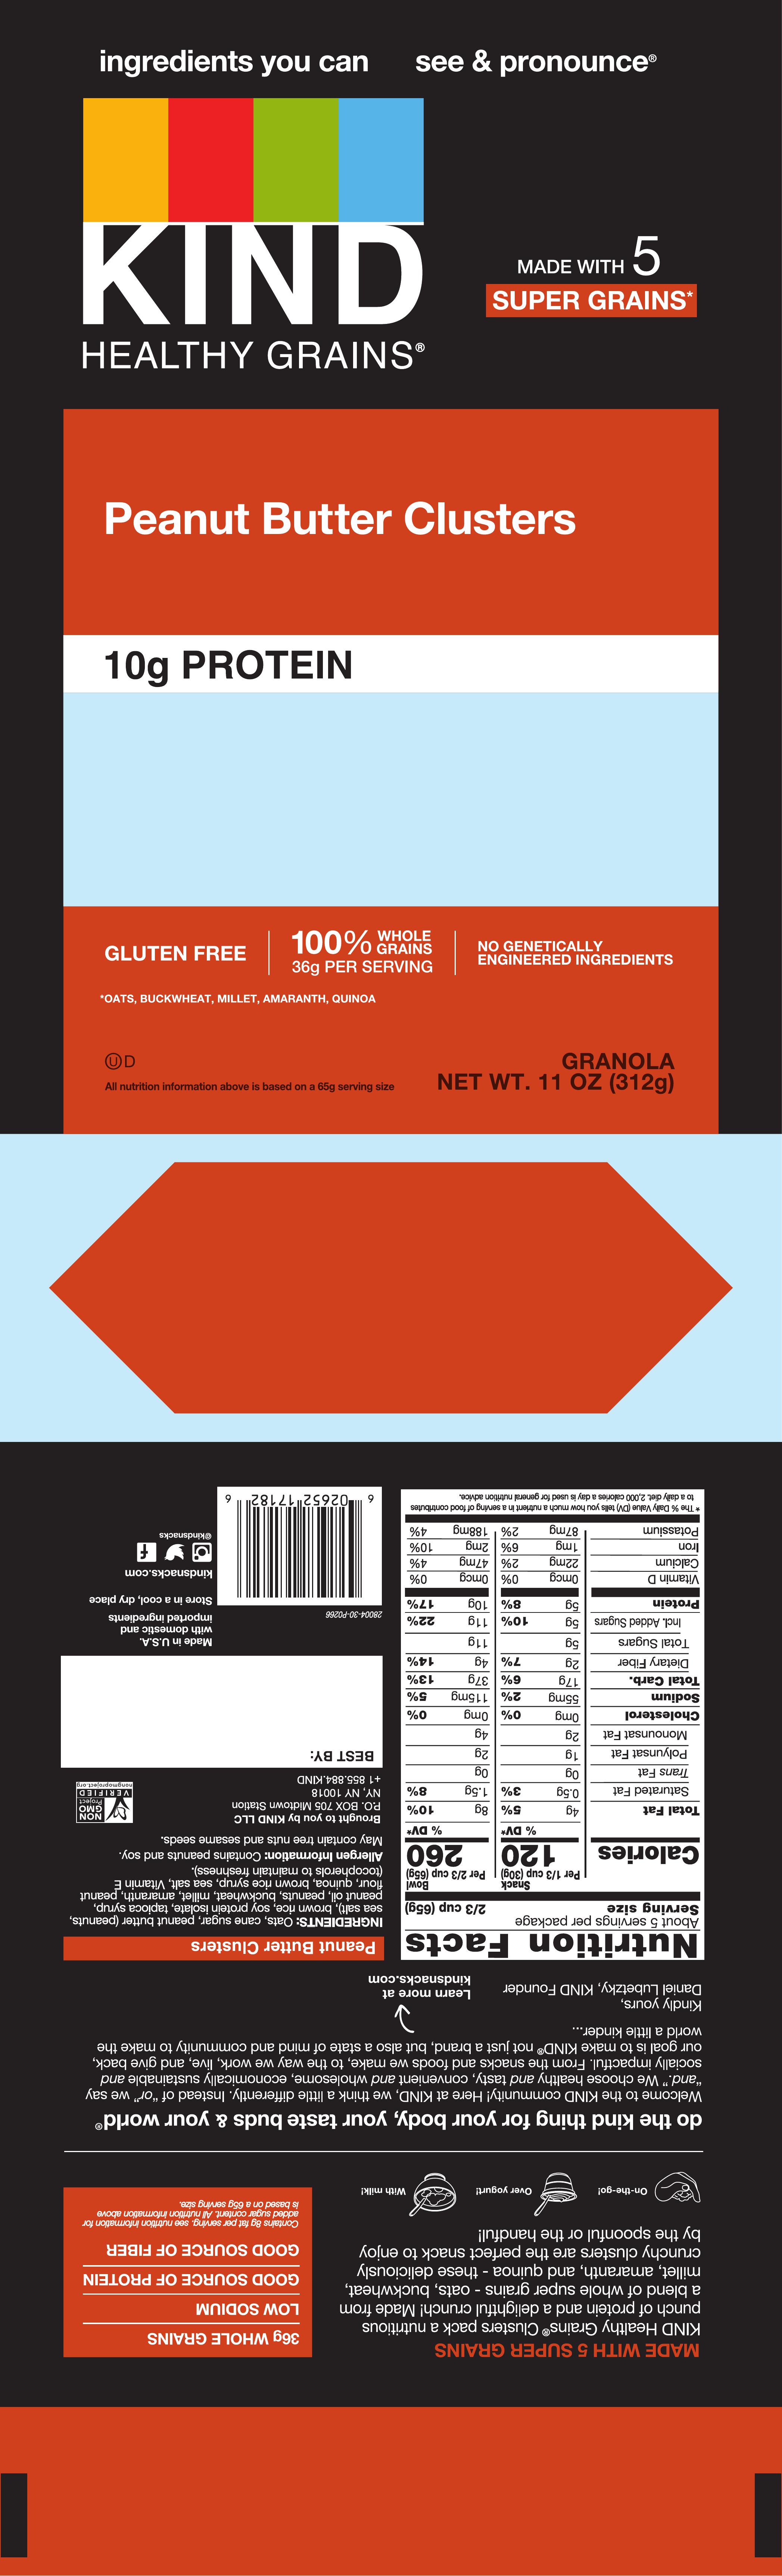 ingredients you can see & pronounce®
KIND
HEALTHY GRAINS®
MADE WITH 5
SUPER GRAINS*
Peanut Butter Clusters
10g PROTEIN
GLUTEN FREE
100% WHOLE GRAINS
36g PER SERVING
NO GENETICALLY
ENGINEERED INGREDIENTS
*OATS, BUCKWHEAT, MILLET, AMARANTH, QUINOA
U D
All nutrition information above is based on a 65g serving size
GRANOLA
NET WT. 11 OZ (312g)
MADE WITH 5 SUPER GRAINS
KIND Healthy Grains® Clusters pack a nutritious
punch of protein and a delightful crunch! Made from
a blend of whole super grains - oats, buckwheat,
millet, amaranth, and quinoa - these deliciously
crunchy clusters are the perfect snack to enjoy
by the spoonful or the handful!
On-the-go!
Over yogurt!
With milk!
36g WHOLE GRAINS
LOW SODIUM
GOOD SOURCE OF PROTEIN
GOOD SOURCE OF FIBER
Contains 8g fat per serving. see nutrition information for
added sugar content. All nutrition information above
is based on a 65g serving size.
do the kind thing for your body, your taste buds & your world®
Welcome to the KIND community! Here at KIND, we think a little differently. Instead of “or” we say
“and.” We choose healthy and tasty, convenient and wholesome, economically sustainable and
socially impactful. From the snacks and foods we make, to the way we work, live, and give back,
our goal is to make KIND® not just a brand, but also a state of mind and community to make the
world a little kinder...
Kindly yours,
Daniel Lubetzky, KIND Founder
Learn more at
kindsnacks.com
Nutrition Facts
About 5 servings per package
Serving size 2/3 cup (65g)
Snack
Per 1/3 cup (30g)
Bowl
Per 2/3 cup (65g)
Calories 120 260
% DV* % DV*
Total Fat 4g 5% 8g 10%
Saturated Fat 0.5g 3% 1.5g 8%
Trans Fat 0g 0g
Polyunsat Fat 1g 2g
Monounsat Fat 2g 4g
Cholesterol 0mg 0% 0mg 0%
Sodium 55mg 2% 115mg 5%
Total Carb. 17g 6% 37g 13%
Dietary Fiber 2g 7% 4g 14%
Total Sugars 5g 11g
Incl. Added Sugars 5g 10% 11g 22%
Protein 5g 8% 10g 17%
Vitamin D 0mcg 0% 0mcg 0%
Calcium 22mg 2% 47mg 4%
Iron 1mg 6% 2mg 10%
Potassium 87mg 2% 188mg 4%
* The % Daily Value (DV) tells you how much a nutrient in a serving of food contributes
to a daily diet. 2,000 calories a day is used for general nutrition advice.
Peanut Butter Clusters
INGREDIENTS: Oats, cane sugar, peanut butter (peanuts,
sea salt), brown rice, soy protein isolate, tapioca syrup,
peanut oil, peanuts, buckwheat, millet, amaranth, peanut
flour, quinoa, brown rice syrup, sea salt, Vitamin E
(tocopherols to maintain freshness).
Allergen Information: Contains peanuts and soy.
May contain tree nuts and sesame seeds.
Brought to you by KIND LLC
P.O. BOX 705 Midtown Station
NY, NY 10018
+1 855.884.KIND
NON
GMO
Project
VERIFIED
nongmoproject.org
BEST BY:
Made in U.S.A.
with domestic and
imported ingredients
Store in a cool, dry place
kindsnacks.com
@kindsnacks
28004-30-P0266
6 02652 17182 9